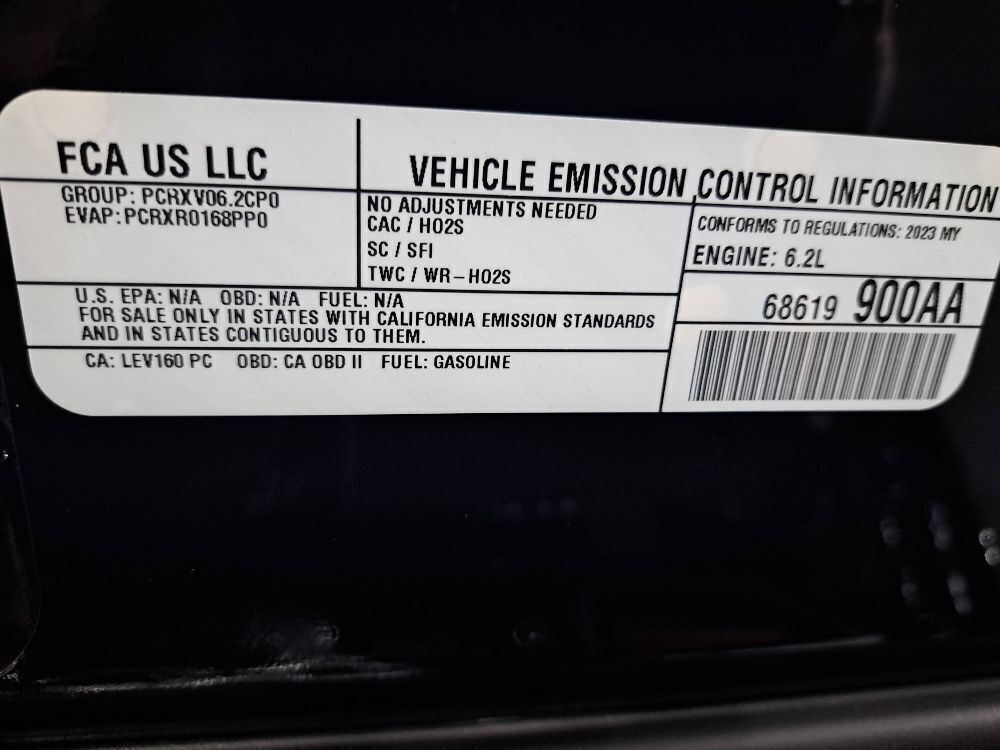 FCA US LLC
VEHICLE EMISSION CONTROL INFORMATION
GROUP: PCRXV06.2CP0
EVAP: PCRXR0168PP0
NO ADJUSTMENTS NEEDED
CAC / HO2S
SC / SFI
TWC / WR-HO2S
CONFORMS TO REGULATIONS: 2023 MY
ENGINE: 6.2L
68619 900AA
U.S. EPA: N/A OBD: N/A FUEL: N/A
FOR SALE ONLY IN STATES WITH CALIFORNIA EMISSION STANDARDS
AND IN STATES CONTIGUOUS TO THEM.
CA: LEV160 PC OBD: CA OBD II FUEL: GASOLINE